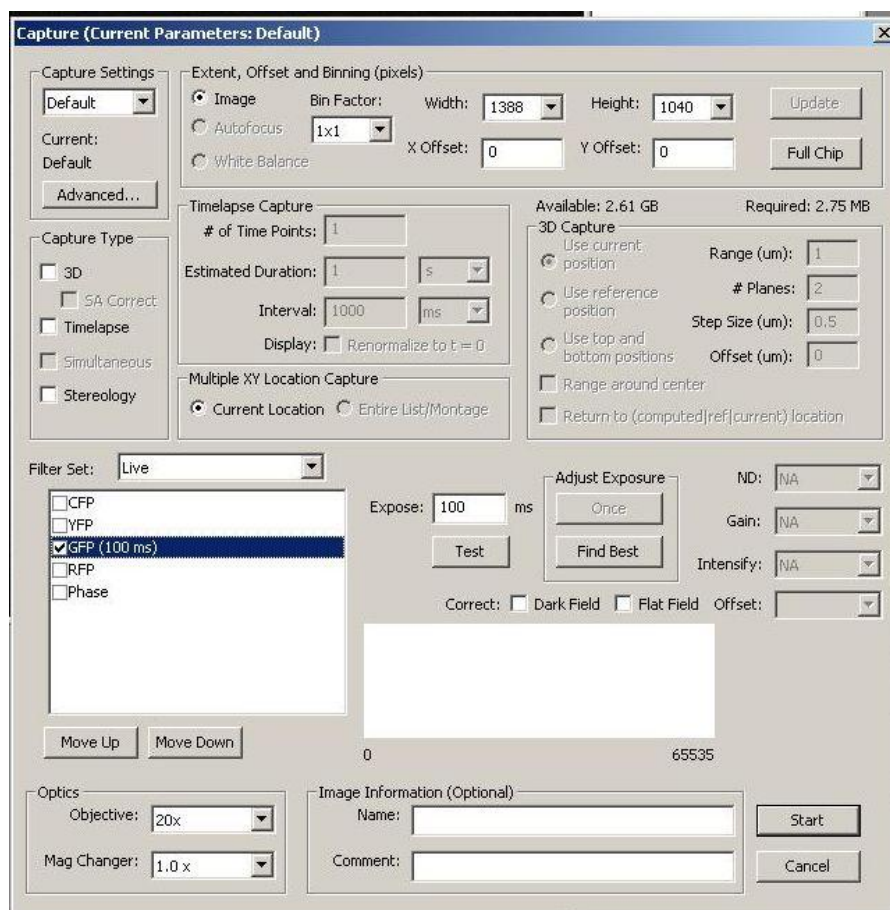 Capture (Current Parameters: Default)
Capture Settings
Default
Current:
Default
Advanced...
Extent, Offset and Binning (pixels)
Image
Autofocus
White Balance
Bin Factor:
1x1
Width: 1388
Height: 1040
Update
X Offset: 0
Y Offset: 0
Full Chip
Capture Type
3D
SA Correct
Timelapse
Simultaneous
Stereology
Timelapse Capture
# of Time Points: 1
Estimated Duration: 1 s
Interval: 1000 ms
Display: Renormalize to t = 0
Multiple XY Location Capture
Current Location Entire List/Montage
Available: 2.61 GB Required: 2.75 MB
3D Capture
Use current
position
Use reference
position
Use top and
bottom positions
Range (um): 1
# Planes: 2
Step Size (um): 0.5
Offset (um): 0
Range around center
Return to (computed|ref|current) location
Filter Set: Live
CFP
YFP
GFP (100 ms)
RFP
Phase
Move Up Move Down
Expose: 100 ms
Test
Adjust Exposure
Once
Find Best
ND: NA
Gain: NA
Intensify: NA
Correct: Dark Field Flat Field Offset:
0 65535
Optics
Objective: 20x
Mag Changer: 1.0 x
Image Information (Optional)
Name:
Comment:
Start
Cancel